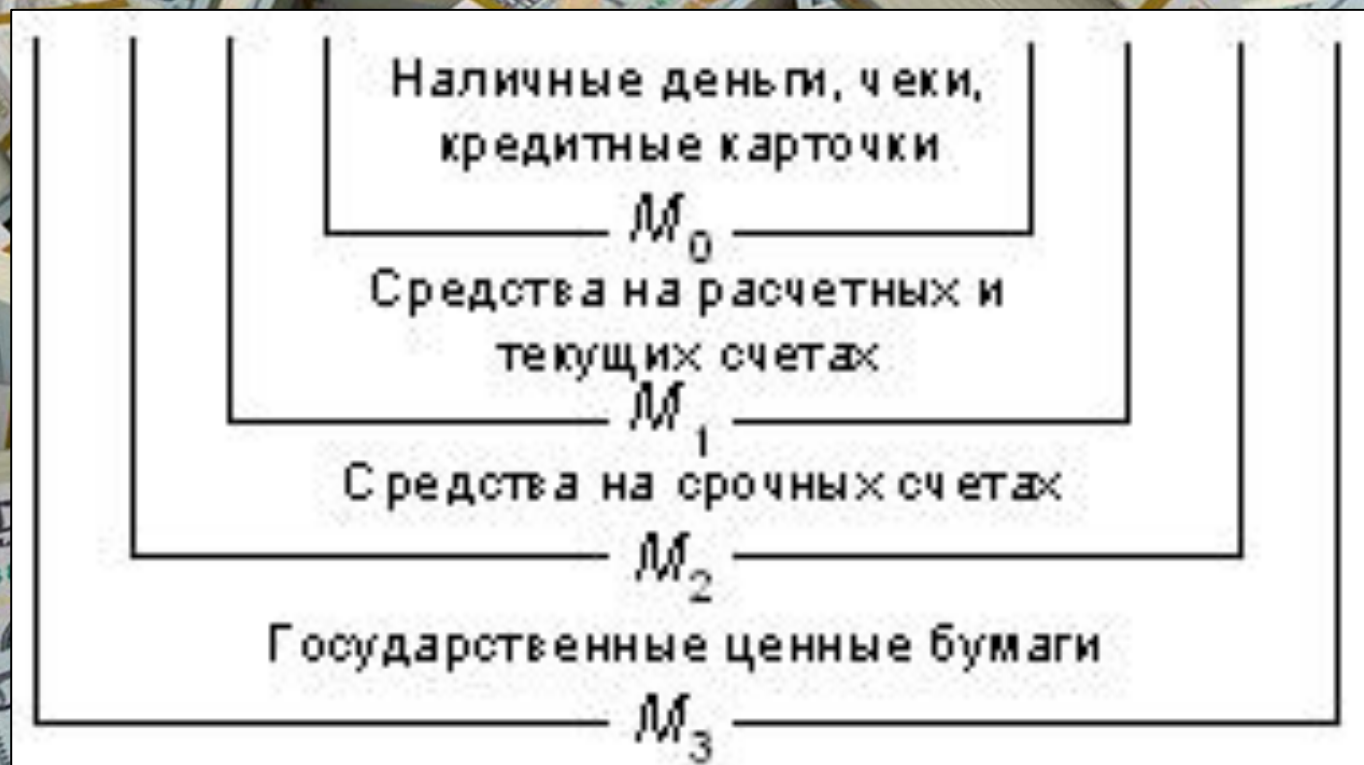 Наличные деньги, чеки,
кредитные карточки
M0
Средства на расчетных и
текущих счетах
M1
Средства на срочных счетах
M2
Государственные ценные бумаги
M3